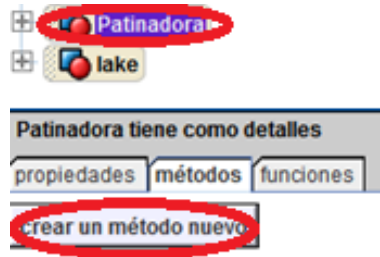 Patinadora
lake
Patinadora tiene como detalles
propiedades métodos funciones
crear un método nuevo